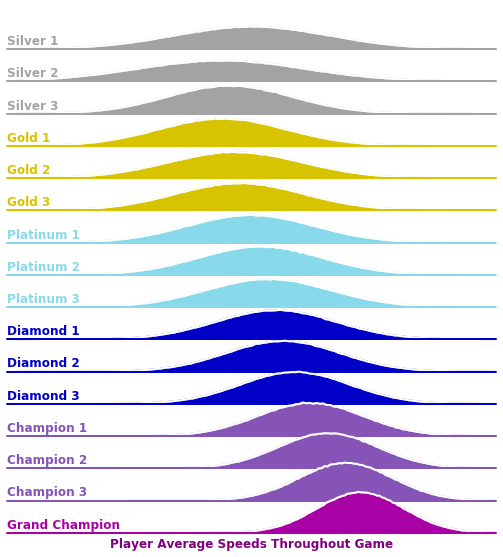 Silver 1
Silver 2
Silver 3
Gold 1
Gold 2
Gold 3
Platinum 1
Platinum 2
Platinum 3
Diamond 1
Diamond 2
Diamond 3
Champion 1
Champion 2
Champion 3
Grand Champion
Player Average Speeds Throughout Game